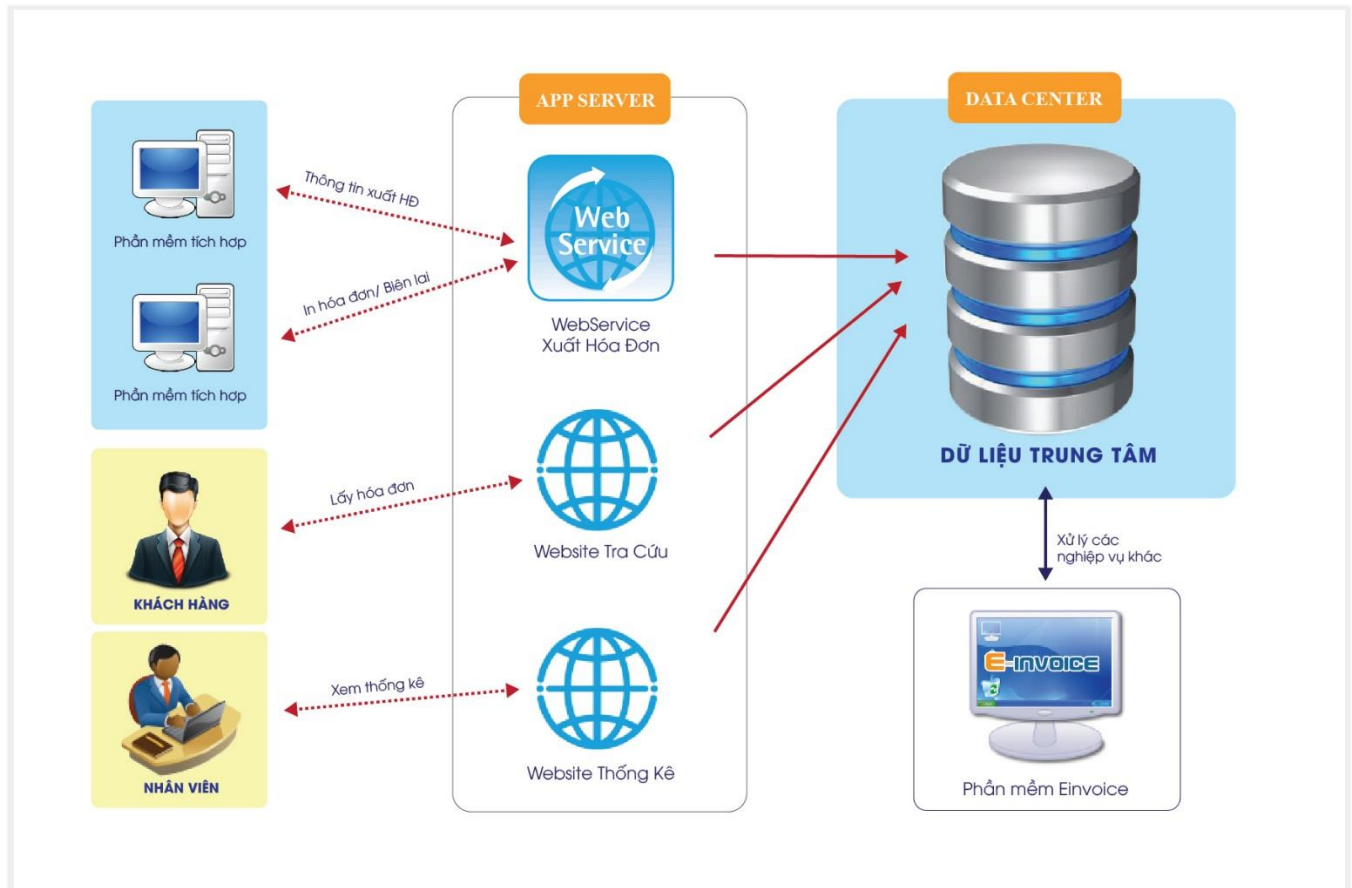 APP SERVER
DATA CENTER
Phần mềm tích hợp
Thông tin xuất HĐ
Web
Service
In hóa đơn/ Biên lai
WebService
Xuất Hóa Đơn
Phần mềm tích hợp
DỮ LIỆU TRUNG TÂM
Lấy hóa đơn
Website Tra Cứu
KHÁCH HÀNG
Xử lý các
nghiệp vụ khác
Xem thống kê
E-INVOICE
Website Thống Kê
NHÂN VIÊN
Phần mềm Einvoice